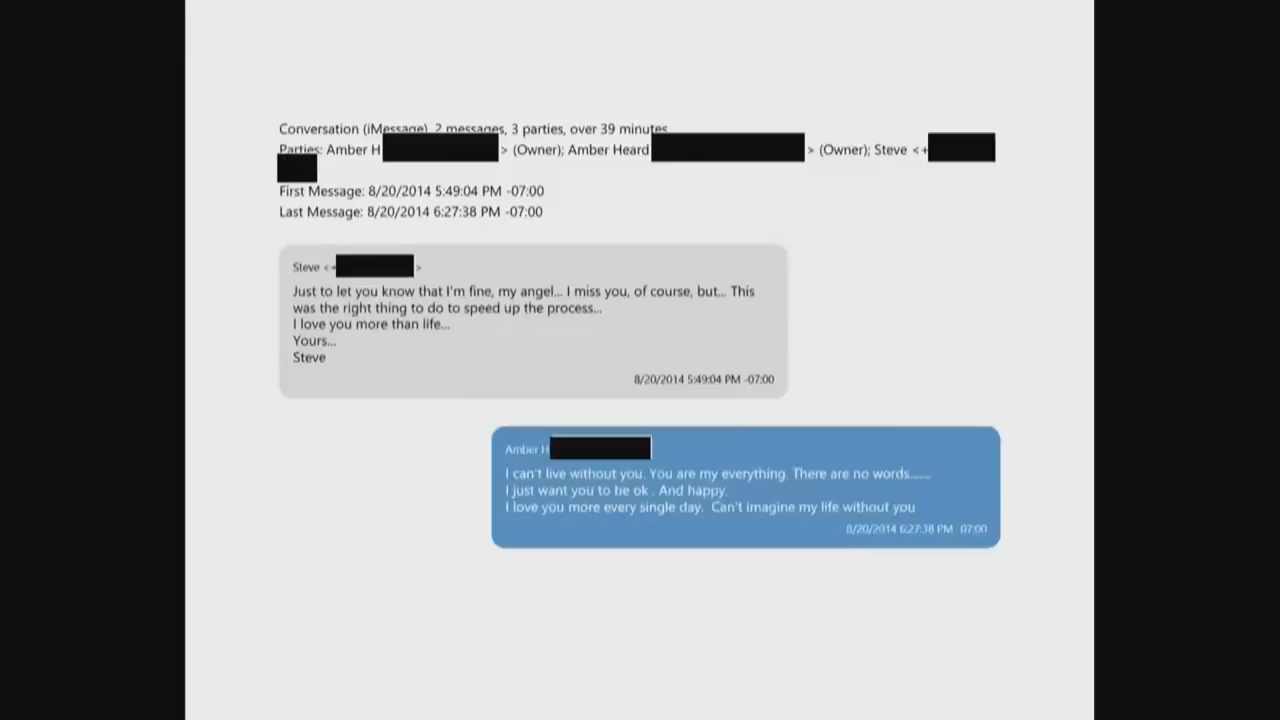 Conversation (iMessage), 2 messages, 3 parties, over 39 minutes
Parties: Amber H > (Owner); Amber Heard > (Owner); Steve <+
First Message: 8/20/2014 5:49:04 PM -07:00
Last Message: 8/20/2014 6:27:38 PM -07:00
Steve <+ >
Just to let you know that I'm fine, my angel... I miss you, of course, but... This
was the right thing to do to speed up the process...
I love you more than life...
Yours...
Steve
8/20/2014 5:49:04 PM -07:00
Amber H
I can't live without you. You are my everything. There are no words.......
I just want you to be ok . And happy.
I love you more every single day.  Can't imagine my life without you
8/20/2014 6:27:38 PM -07:00